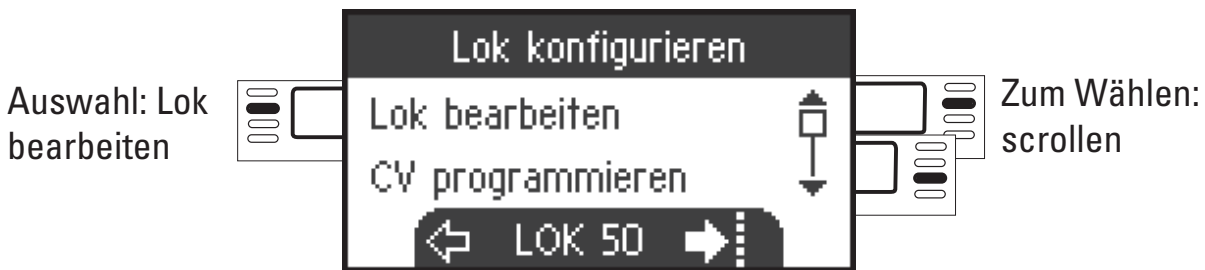 Lok konfigurieren
Auswahl: Lok
bearbeiten
Lok bearbeiten
CV programmieren
LOK 50
Zum Wählen:
scrollen